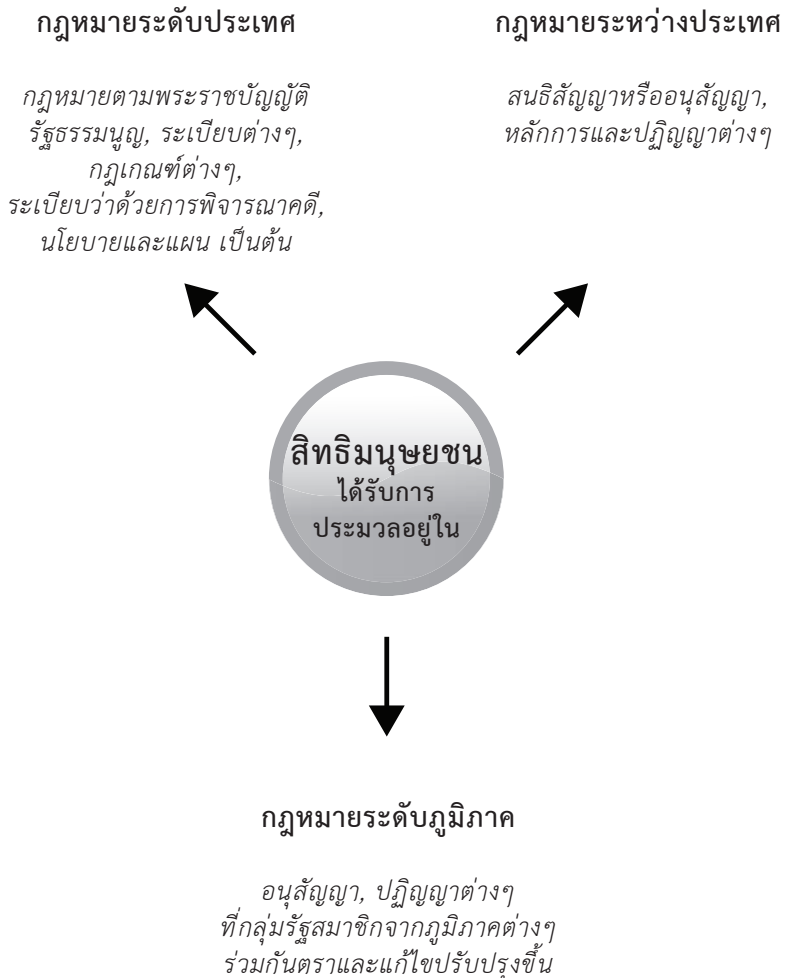 กฎหมายระดับประเทศ
กฎหมายตามพระราชบัญญัติ
รัฐธรรมนูญ, ระเบียบต่างๆ,
กฎเกณฑ์ต่างๆ,
ระเบียบว่าด้วยการพิจารณาคดี,
นโยบายและแผน เป็นต้น
กฎหมายระหว่างประเทศ
สนธิสัญญาหรืออนุสัญญา,
หลักการและปฏิญญาต่างๆ
สิทธิมนุษยชน
ได้รับการ
ประมวลอยู่ใน
กฎหมายระดับภูมิภาค
อนุสัญญา, ปฏิญญาต่างๆ
ที่กลุ่มรัฐสมาชิกจากภูมิภาคต่างๆ
ร่วมกันตราและแก้ไขปรับปรุงขึ้น